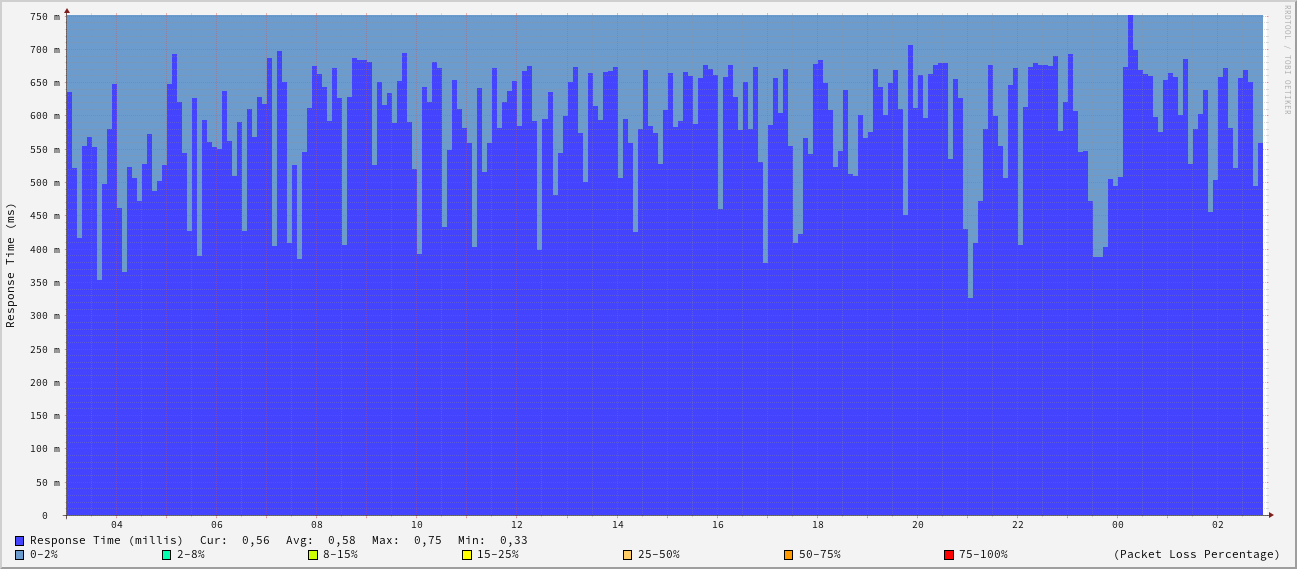 RRDTOOL / TOBI OETIKER
Response Time (ms)
750 m
700 m
650 m
600 m
550 m
500 m
450 m
400 m
350 m
300 m
250 m
200 m
150 m
100 m
50 m
0
04 06 08 10 12 14 16 18 20 22 00 02
Response Time (millis) Cur: 0,56 Avg: 0,58 Max: 0,75 Min: 0,33
0-2% 2-8% 8-15% 15-25% 25-50% 50-75% 75-100% (Packet Loss Percentage)